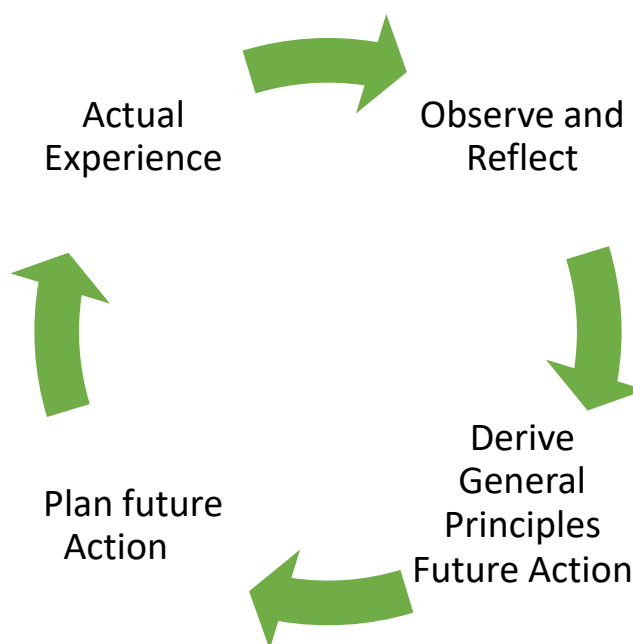 Actual
Experience
Observe and
Reflect
Derive
General
Principles
Future Action
Plan future
Action